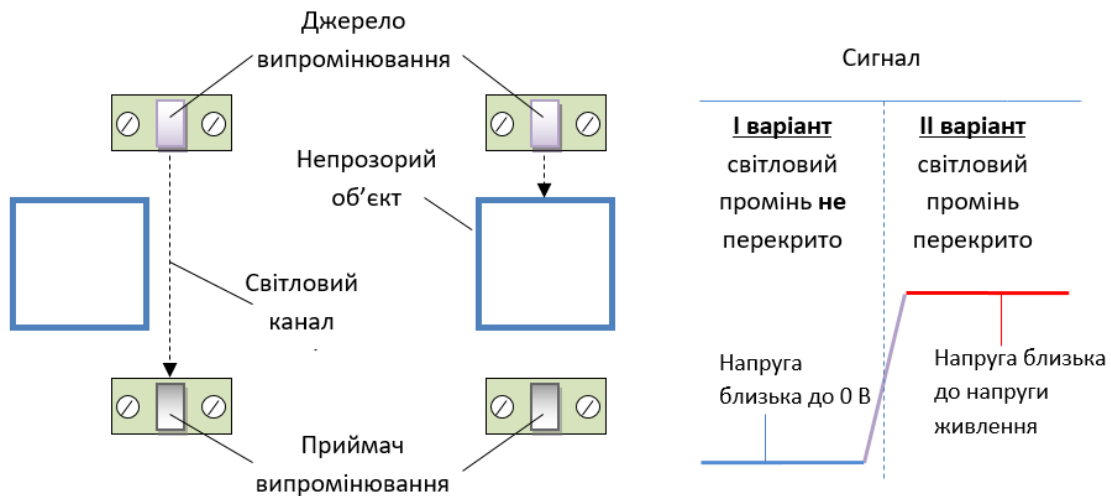 Джерело
випромінювання
Непрозорий
об’єкт
Світловий
канал
Приймач
випромінювання
Сигнал
І варіант
світловий
промінь не
перекрито
ІІ варіант
світловий
промінь
перекрито
Напруга
близька до 0 В
Напруга близька
до напруги
живлення